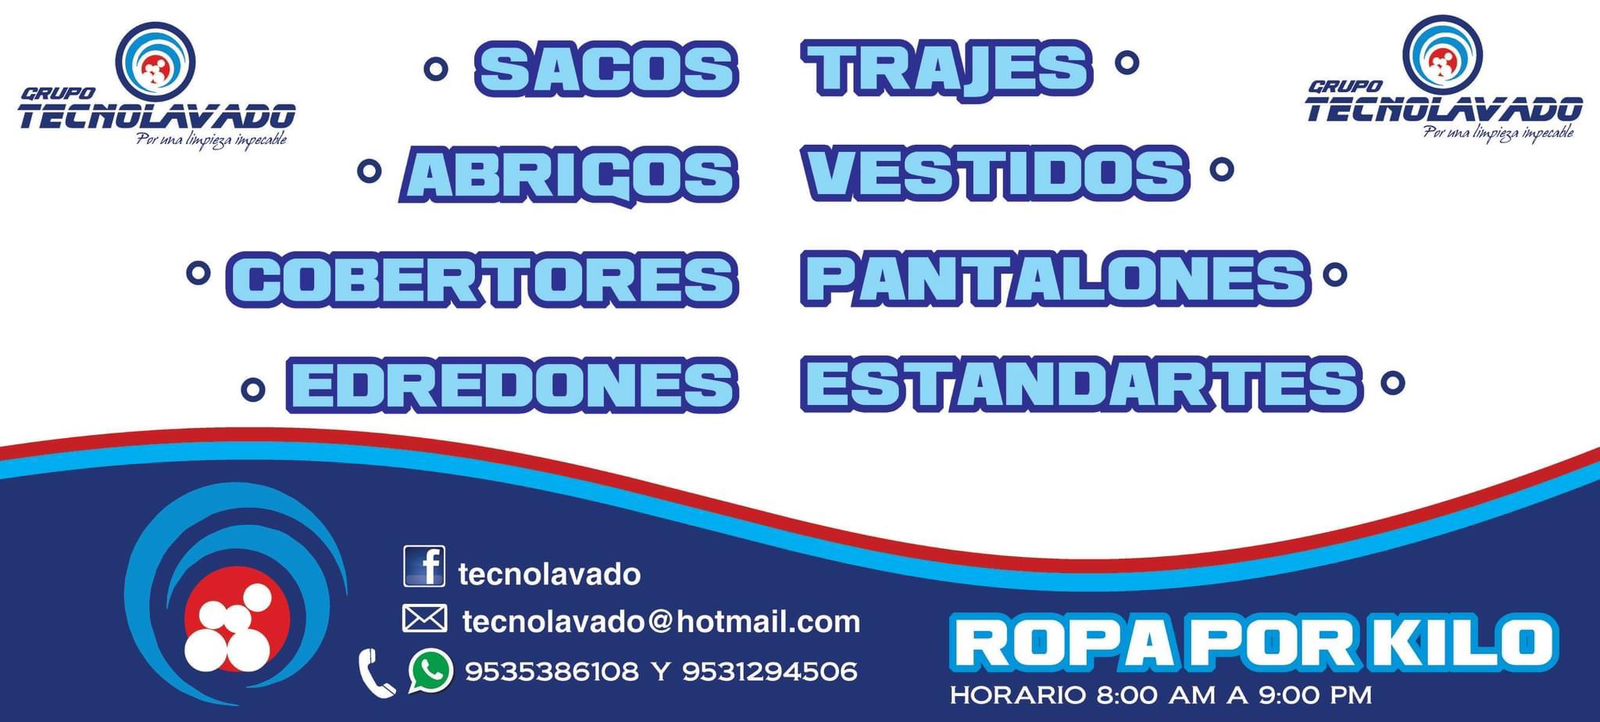 GRUPO
TECNOLAVADO
Por una limpieza impecable
SACOS
ABRIGOS
COBERTORES
EDREDONES
TRAJES
VESTIDOS
PANTALONES
ESTANDARTES
GRUPO
TECNOLAVADO
Por una limpieza impecable
tecnolavado
tecnolavado@hotmail.com
9535386108 Y 9531294506
ROPA POR KILO
HORARIO 8:00 AM A 9:00 PM